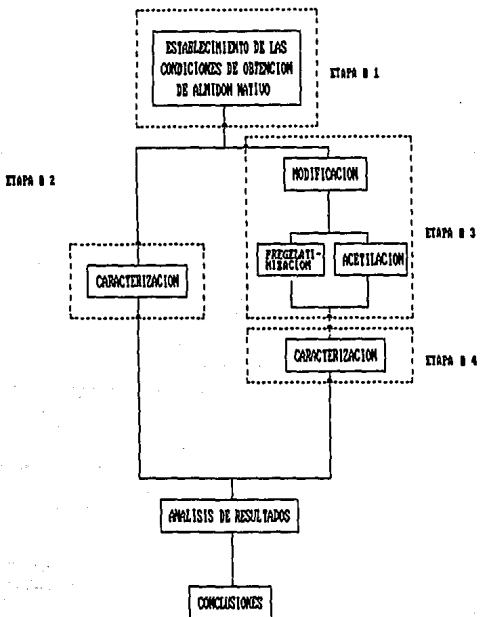 ESTABLECIMIENTO DE LAS
CONDICIONES DE OBTENCION
DE ALMIDON NATIVO
ETAPA # 1
ETAPA # 2
MODIFICACION
ETAPA # 3
PREGELATI-
NIZACION
ACETILACION
CARACTERIZACION
CARACTERIZACION
ETAPA # 4
ANALISIS DE RESULTADOS
CONCLUSIONES